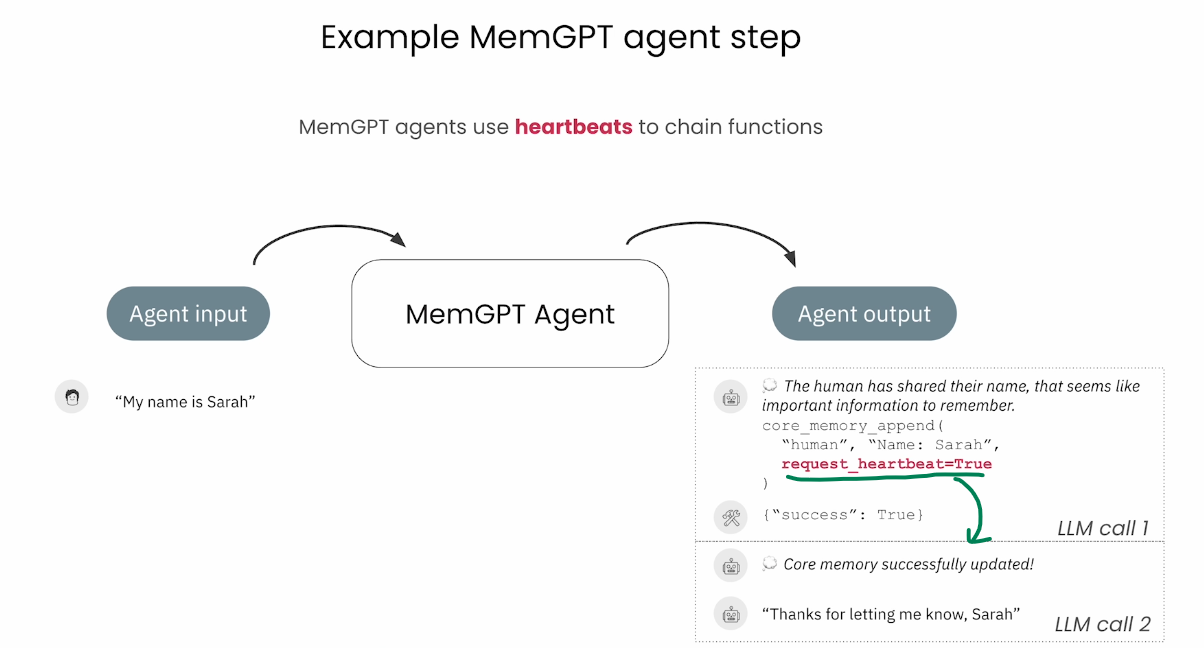 Example MemGPT agent step
MemGPT agents use heartbeats to chain functions
Agent input
MemGPT Agent
Agent output
“My name is Sarah”
The human has shared their name, that seems like
important information to remember.
core_memory_append(
“human”, “Name: Sarah”,
request_heartbeat=True
)
{“success”: True}
LLM call 1
Core memory successfully updated!
“Thanks for letting me know, Sarah”
LLM call 2